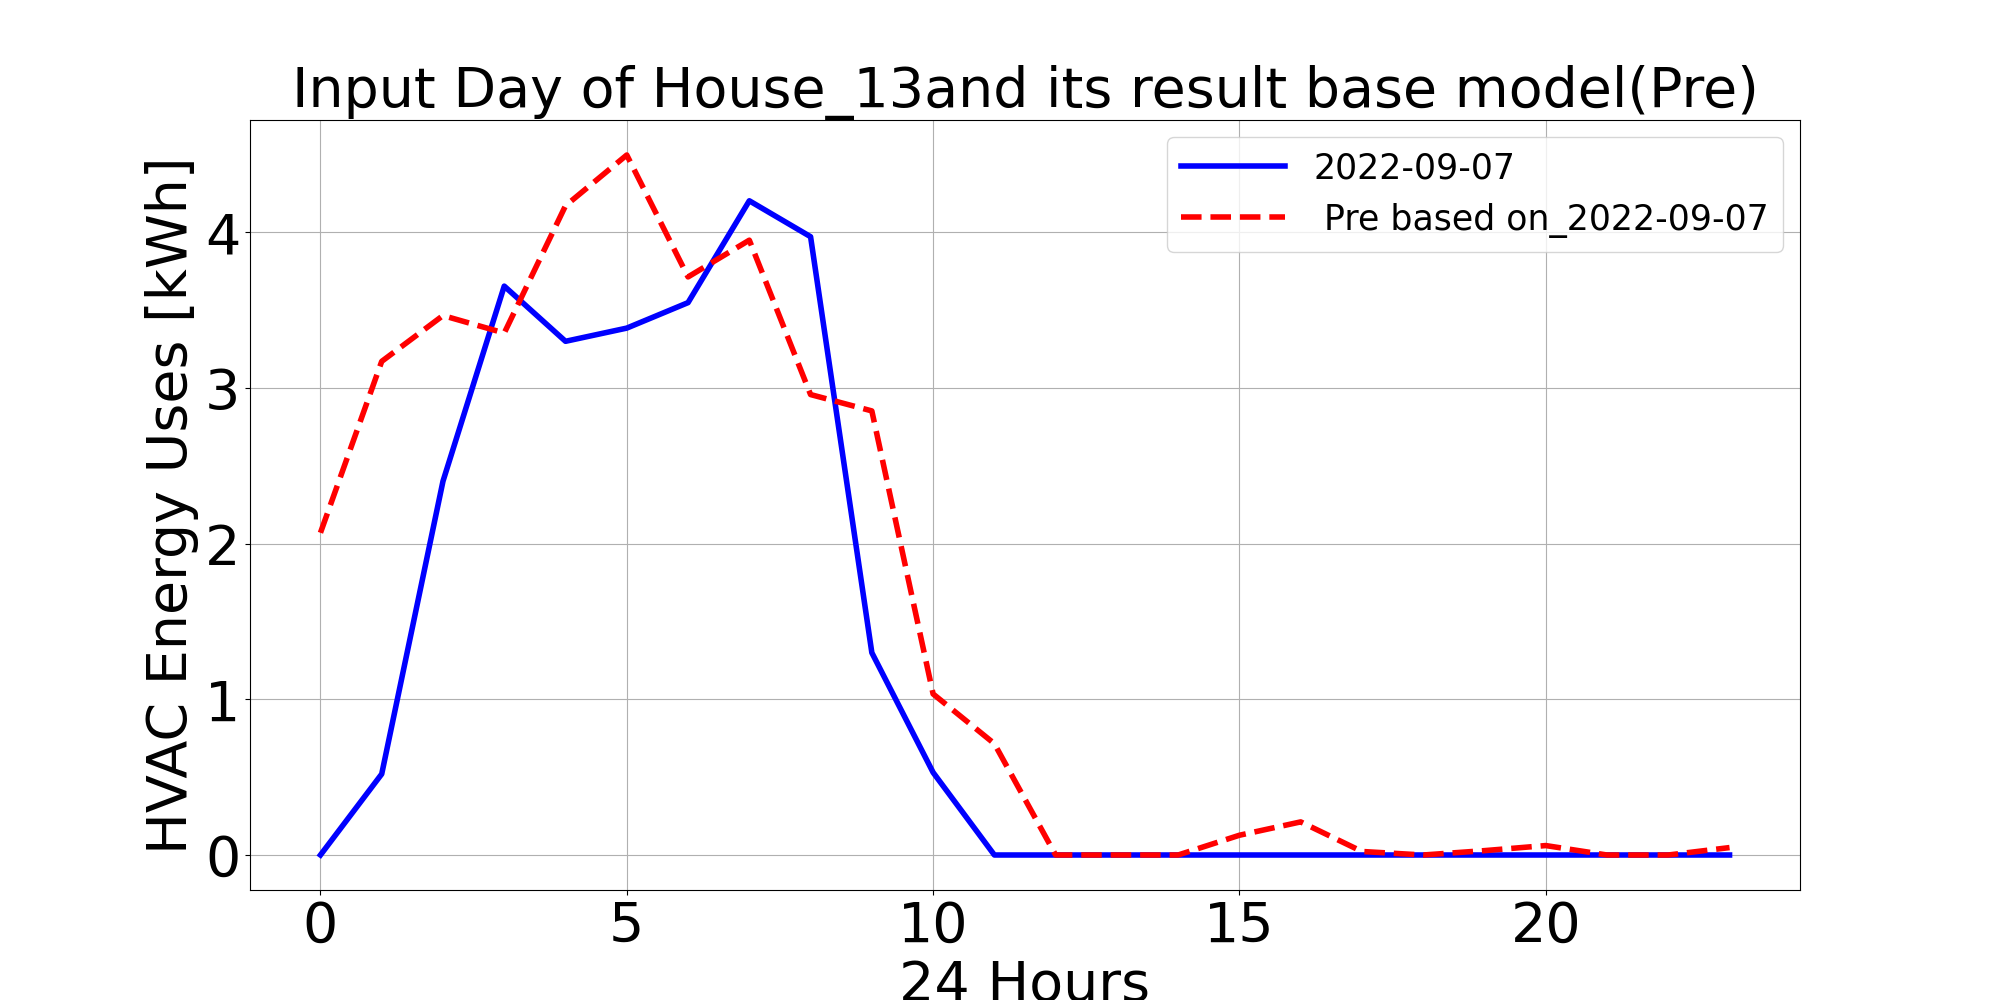 Input Day of House_13and its result base model(Pre)
HVAC Energy Uses [kWh]
4
3
2
1
0
2022-09-07
Pre based on_2022-09-07
0 5 10 15 20
24 Hours